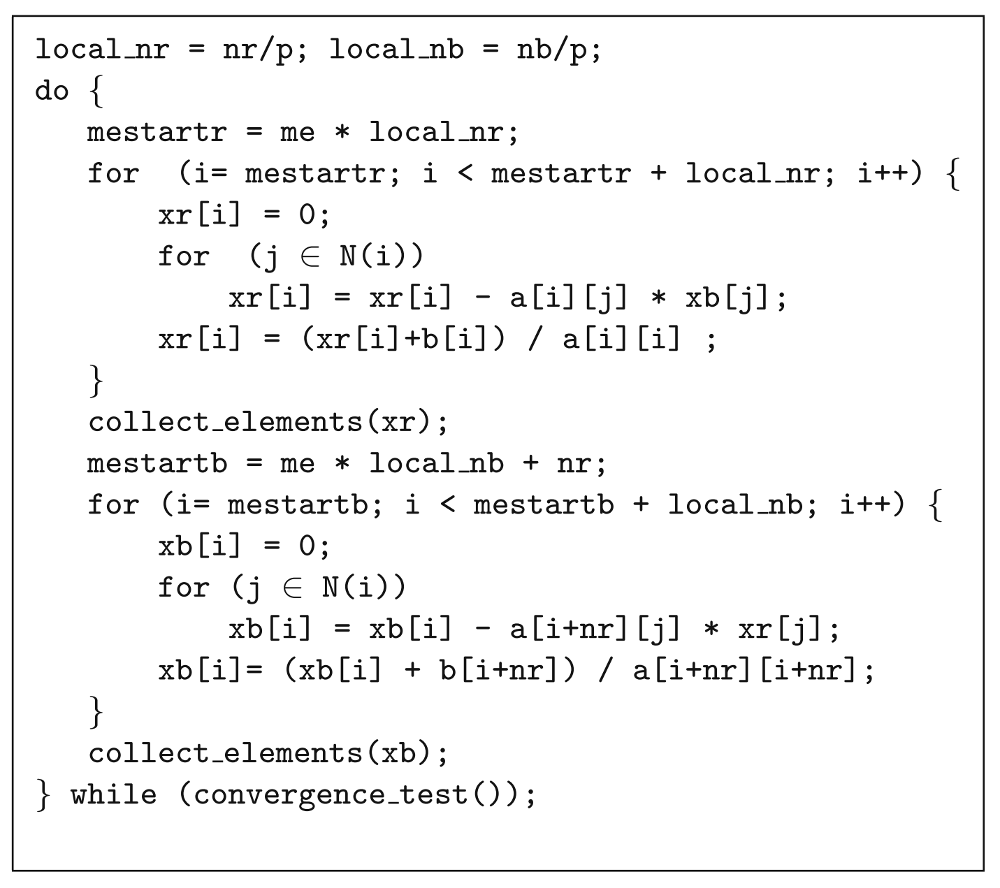 local_nr = nr/p; local_nb = nb/p;
do {
mestartr = me * local_nr;
for (i= mestartr; i < mestartr + local_nr; i++) {
xr[i] = 0;
for (j ∈ N(i))
xr[i] = xr[i] - a[i][j] * xb[j];
xr[i] = (xr[i]+b[i]) / a[i][i] ;
}
collect_elements(xr);
mestartb = me * local_nb + nr;
for (i= mestartb; i < mestartb + local_nb; i++) {
xb[i] = 0;
for (j ∈ N(i))
xb[i] = xb[i] - a[i+nr][j] * xr[j];
xb[i]= (xb[i] + b[i+nr]) / a[i+nr][i+nr];
}
collect_elements(xb);
} while (convergence_test());